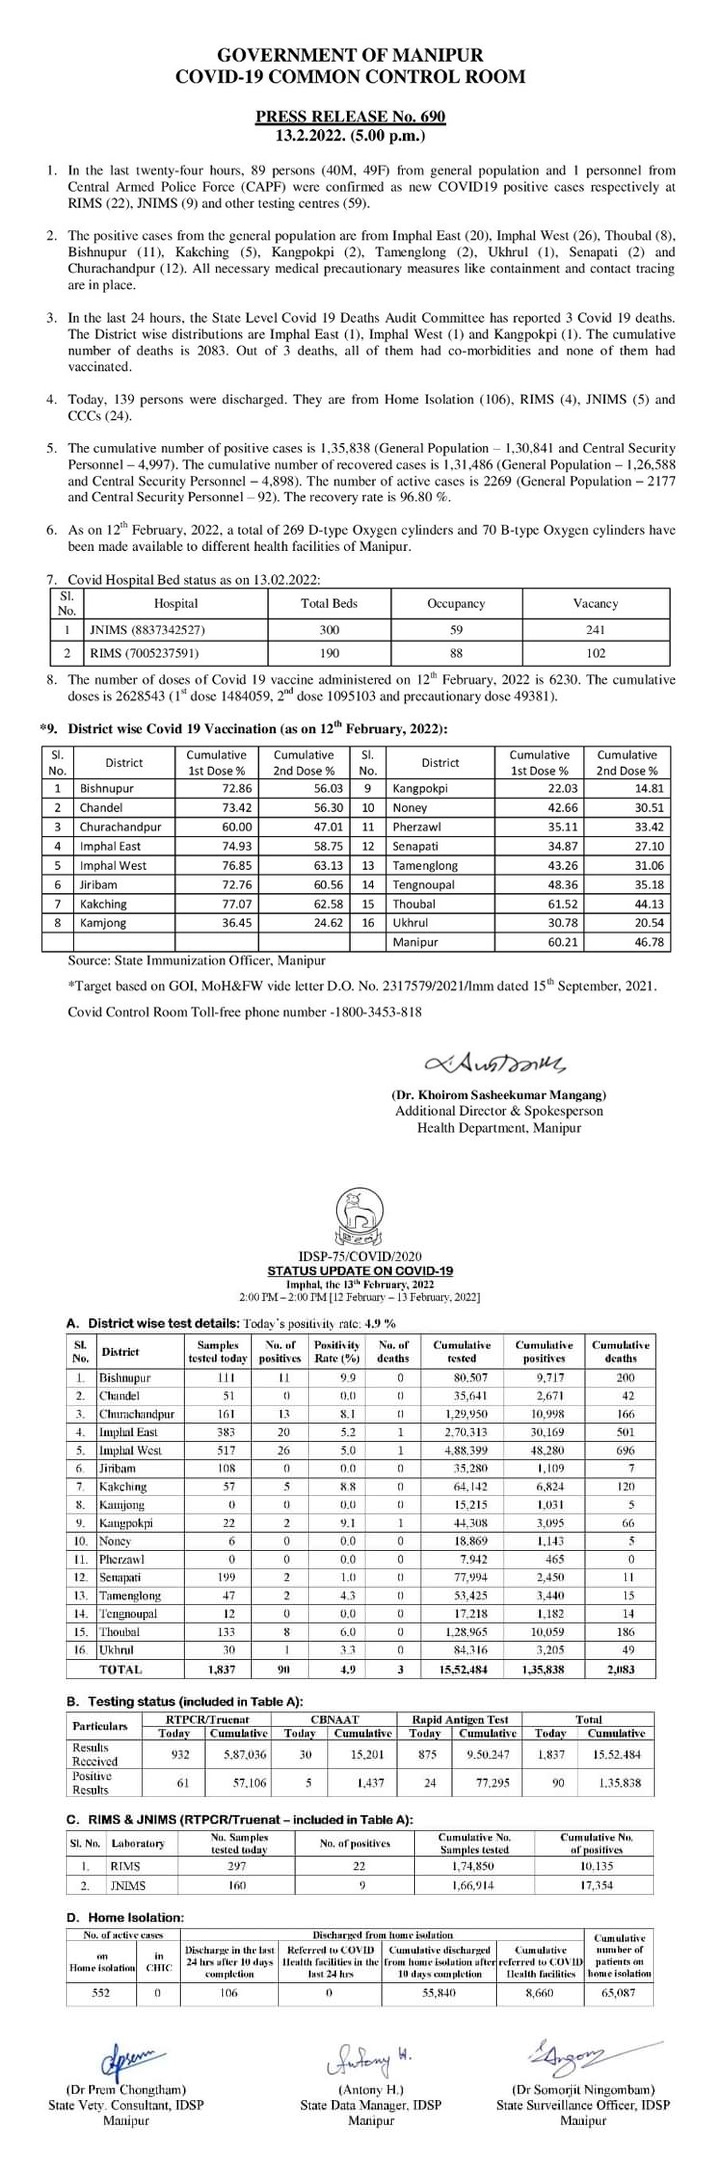 GOVERNMENT OF MANIPUR
COVID-19 COMMON CONTROL ROOM
PRESS RELEASE No. 690
13.2.2022. (5.00 p.m.)
1. In the last twenty-four hours, 89 persons (40M, 49F) from general population and 1 personnel from
Central Armed Police Force (CAPF) were confirmed as new COVID19 positive cases respectively at
RIMS (22), JNIMS (9) and other testing centres (59).
2. The positive cases from the general population are from Imphal East (20), Imphal West (26), Thoubal (8),
Bishnupur (11), Kakching (5), Kangpokpi (2), Tamenglong (2), Ukhrul (1), Senapati (2) and
Churachandpur (12). All necessary medical precautionary measures like containment and contact tracing
are in place.
3. In the last 24 hours, the State Level Covid 19 Deaths Audit Committee has reported 3 Covid 19 deaths.
The District wise distributions are Imphal East (1), Imphal West (1) and Kangpokpi (1). The cumulative
number of deaths is 2083. Out of 3 deaths, all of them had co-morbidities and none of them had
vaccinated.
4. Today, 139 persons were discharged. They are from Home Isolation (106), RIMS (4), JNIMS (5) and
CCCs (24).
5. The cumulative number of positive cases is 1,35,838 (General Population – 1,30,841 and Central Security
Personnel – 4,997). The cumulative number of recovered cases is 1,31,486 (General Population – 1,26,588
and Central Security Personnel – 4,898). The number of active cases is 2269 (General Population – 2177
and Central Security Personnel – 92). The recovery rate is 96.80 %.
6. As on 12th February, 2022, a total of 269 D-type Oxygen cylinders and 70 B-type Oxygen cylinders have
been made available to different health facilities of Manipur.
7. Covid Hospital Bed status as on 13.02.2022:
Sl. No. Hospital Total Beds Occupancy Vacancy
1 JNIMS (8837342527) 300 59 241
2 RIMS (7005237591) 190 88 102
8. The number of doses of Covid 19 vaccine administered on 12th February, 2022 is 6230. The cumulative
doses is 2628543 (1st dose 1484059, 2nd dose 1095103 and precautionary dose 49381).
*9. District wise Covid 19 Vaccination (as on 12th February, 2022):
Sl. No. District Cumulative 1st Dose % Cumulative 2nd Dose % Sl. No. District Cumulative 1st Dose % Cumulative 2nd Dose %
1 Bishnupur 72.86 56.03 9 Kangpokpi 22.03 14.81
2 Chandel 73.42 56.30 10 Noney 42.66 30.51
3 Churachandpur 60.00 47.01 11 Pherzawl 35.11 33.42
4 Imphal East 74.93 58.75 12 Senapati 34.87 27.10
5 Imphal West 76.85 63.13 13 Tamenglong 43.26 31.06
6 Jiribam 72.76 60.56 14 Tengnoupal 48.36 35.18
7 Kakching 77.07 62.58 15 Thoubal 61.52 44.13
8 Kamjong 36.45 24.62 16 Ukhrul 30.78 20.54
Manipur 60.21 46.78
Source: State Immunization Officer, Manipur
*Target based on GOI, MoH&FW vide letter D.O. No. 2317579/2021/Imm dated 15th September, 2021.
Covid Control Room Toll-free phone number -1800-3453-818
(Dr. Khoirom Sasheekumar Mangang)
Additional Director & Spokesperson
Health Department, Manipur
IDSP-75/COVID/2020
STATUS UPDATE ON COVID-19
Imphal, the 13th February, 2022
2:00 PM – 2:00 PM [12 February – 13 February, 2022]
A. District wise test details: Today's positivity rate: 4.9 %
Sl. No. District Samples tested today No. of positives Positivity Rate (%) No. of deaths Cumulative tested Cumulative positives Cumulative deaths
1. Bishnupur 111 11 9.9 0 80,507 9,717 200
2. Chandel 51 0 0.0 0 35,641 2,671 42
3. Churachandpur 161 13 8.1 0 1,29,950 10,998 166
4. Imphal East 383 20 5.2 1 2,70,313 30,169 501
5. Imphal West 517 26 5.0 1 4,88,399 48,280 696
6. Jiribam 108 0 0.0 0 35,280 1,109 7
7. Kakching 57 5 8.8 0 64,142 6,824 120
8. Kamjong 0 0 0.0 0 15,215 1,031 5
9. Kangpokpi 22 2 9.1 1 44,308 3,095 66
10. Noney 6 0 0.0 0 18,869 1,143 5
11. Pherzawl 0 0 0.0 0 7,942 465 0
12. Senapati 199 2 1.0 0 77,994 2,450 11
13. Tamenglong 47 2 4.3 0 53,425 3,440 15
14. Tengnoupal 12 0 0.0 0 17,218 1,182 14
15. Thoubal 133 8 6.0 0 1,28,965 10,059 186
16. Ukhrul 30 1 3.3 0 84,316 3,205 49
TOTAL 1,837 90 4.9 3 15,52,484 1,35,838 2,083
B. Testing status (included in Table A):
Particulars RTPCR/Truenat CBNAAT Rapid Antigen Test Total
Today Cumulative Today Cumulative Today Cumulative Today Cumulative
Results Received 932 5,87,036 30 15,201 875 9,50,247 1,837 15,52,484
Positive Results 61 57,106 5 1,437 24 77,295 90 1,35,838
C. RIMS & JNIMS (RTPCR/Truenat – included in Table A):
Sl. No. Laboratory No. Samples tested today No. of positives Cumulative No. Samples tested Cumulative No. of positives
1. RIMS 297 22 1,74,850 10,135
2. JNIMS 160 9 1,66,914 17,354
D. Home Isolation:
No. of active cases Discharged from home isolation Cumulative number of patients on home isolation
on Home isolation in CHIC Discharge in the last 24 hrs after 10 days completion Referred to COVID Health facilities in the last 24 hrs Cumulative discharged from home isolation after 10 days completion Cumulative referred to COVID Health facilities
552 0 106 0 55,840 8,660 65,087
Antony H.
(Dr Prem Chongtham) (Antony H.) (Dr Somorjit Ningombam)
State Vety. Consultant, IDSP State Data Manager, IDSP State Surveillance Officer, IDSP
Manipur Manipur Manipur